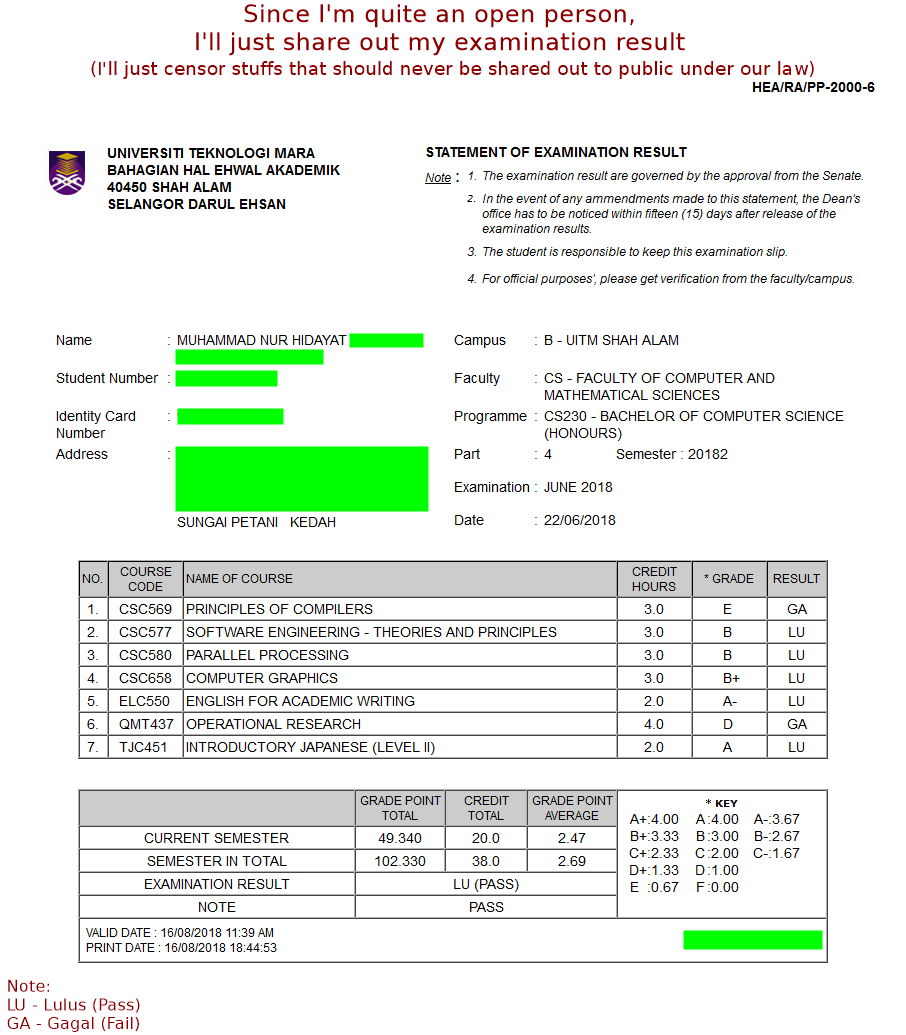 Since I'm quite an open person,
I'll just share out my examination result
(I'll just censor stuffs that should never be shared out to public under our law)
HEA/RA/PP-2000-6
UNIVERSITI TEKNOLOGI MARA
BAHAGIAN HAL EHWAL AKADEMIK
40450 SHAH ALAM
SELANGOR DARUL EHSAN
STATEMENT OF EXAMINATION RESULT
Note : 1. The examination result are governed by the approval from the Senate.
2. In the event of any ammendments made to this statement, the Dean's
office has to be noticed within fifteen (15) days after release of the
examination results.
3. The student is responsible to keep this examination slip.
4. For official purposes', please get verification from the faculty/campus.
Name : MUHAMMAD NUR HIDAYAT
Student Number :
Identity Card
Number :
Address :
SUNGAI PETANI KEDAH
Campus : B - UITM SHAH ALAM
Faculty : CS - FACULTY OF COMPUTER AND
MATHEMATICAL SCIENCES
Programme : CS230 - BACHELOR OF COMPUTER SCIENCE
(HONOURS)
Part : 4 Semester : 20182
Examination : JUNE 2018
Date : 22/06/2018
NO. COURSE CODE NAME OF COURSE CREDIT HOURS * GRADE RESULT
1. CSC569 PRINCIPLES OF COMPILERS 3.0 E GA
2. CSC577 SOFTWARE ENGINEERING - THEORIES AND PRINCIPLES 3.0 B LU
3. CSC580 PARALLEL PROCESSING 3.0 B LU
4. CSC658 COMPUTER GRAPHICS 3.0 B+ LU
5. ELC550 ENGLISH FOR ACADEMIC WRITING 2.0 A- LU
6. QMT437 OPERATIONAL RESEARCH 4.0 D GA
7. TJC451 INTRODUCTORY JAPANESE (LEVEL II) 2.0 A LU
GRADE POINT TOTAL CREDIT TOTAL GRADE POINT AVERAGE
CURRENT SEMESTER 49.340 20.0 2.47
SEMESTER IN TOTAL 102.330 38.0 2.69
EXAMINATION RESULT LU (PASS)
NOTE PASS
* KEY
A+:4.00 A:4.00 A-:3.67
B+:3.33 B:3.00 B-:2.67
C+:2.33 C:2.00 C-:1.67
D+:1.33 D:1.00
E :0.67 F:0.00
VALID DATE : 16/08/2018 11:39 AM
PRINT DATE : 16/08/2018 18:44:53
Note:
LU - Lulus (Pass)
GA - Gagal (Fail)